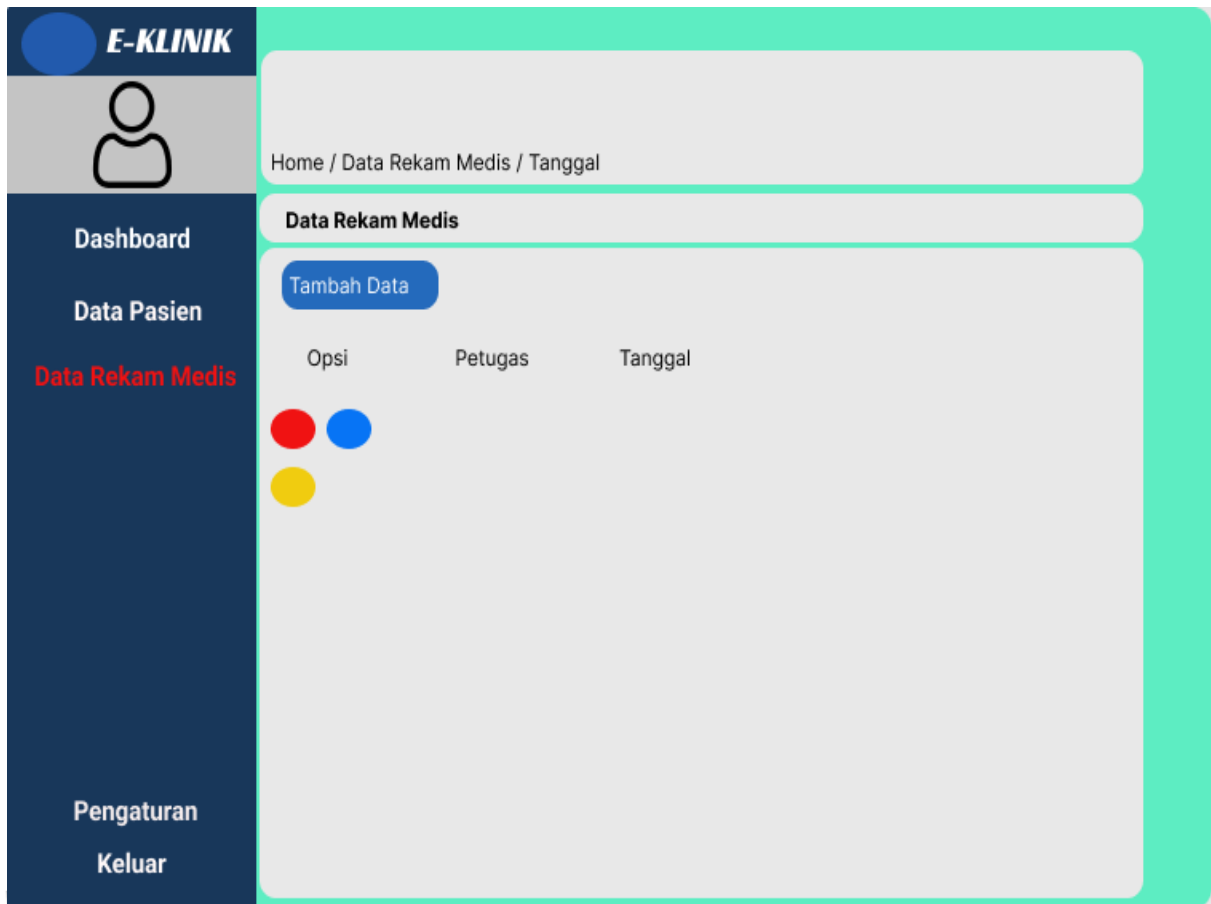 E-KLINIK
Home / Data Rekam Medis / Tanggal
Data Rekam Medis
Dashboard
Data Pasien
Data Rekam Medis
Pengaturan
Keluar
Tambah Data
Opsi Petugas Tanggal